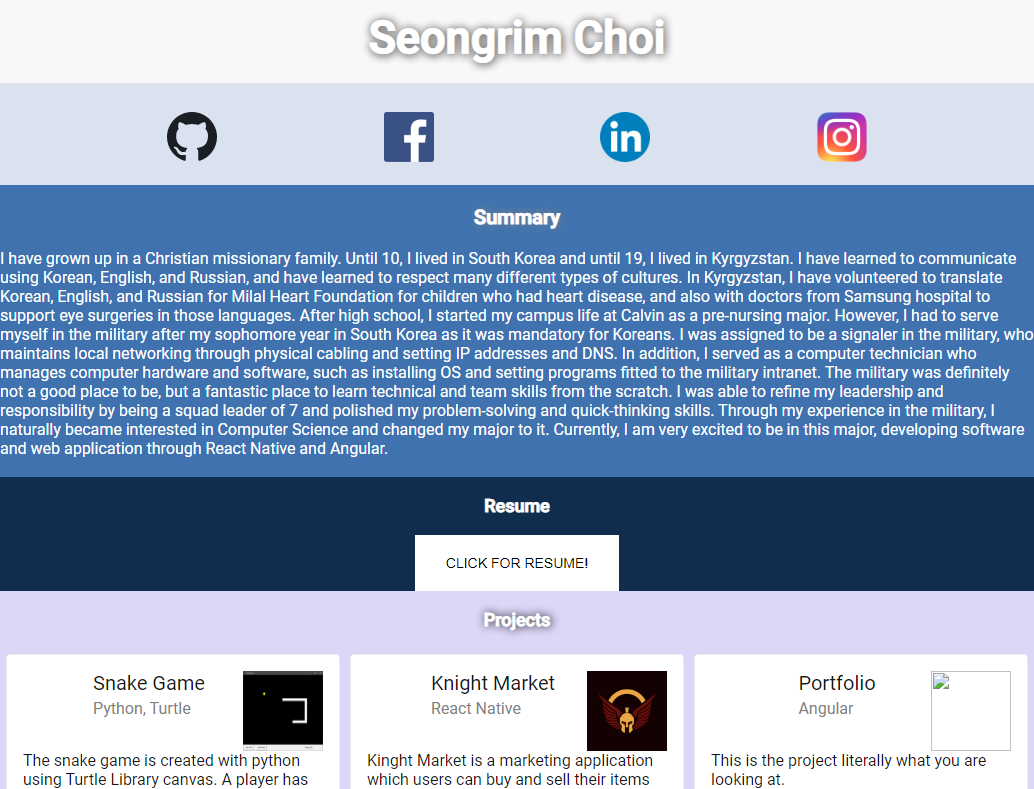 Seongrim Choi
Summary
I have grown up in a Christian missionary family. Until 10, I lived in South Korea and until 19, I lived in Kyrgyzstan. I have learned to communicate
using Korean, English, and Russian, and have learned to respect many different types of cultures. In Kyrgyzstan, I have volunteered to translate
Korean, English, and Russian for Milal Heart Foundation for children who had heart disease, and also with doctors from Samsung hospital to
support eye surgeries in those languages. After high school, I started my campus life at Calvin as a pre-nursing major. However, I had to serve
myself in the military after my sophomore year in South Korea as it was mandatory for Koreans. I was assigned to be a signaler in the military, who
maintains local networking through physical cabling and setting IP addresses and DNS. In addition, I served as a computer technician who
manages computer hardware and software, such as installing OS and setting programs fitted to the military intranet. The military was definitely
not a good place to be, but a fantastic place to learn technical and team skills from the scratch. I was able to refine my leadership and
responsibility by being a squad leader of 7 and polished my problem-solving and quick-thinking skills. Through my experience in the military, I
naturally became interested in Computer Science and changed my major to it. Currently, I am very excited to be in this major, developing software
and web application through React Native and Angular.
Resume
CLICK FOR RESUME!
Projects
Snake Game
Python, Turtle
The snake game is created with python
using Turtle Library canvas. A player has
Knight Market
React Native
Kinght Market is a marketing application
which users can buy and sell their items
Portfolio
Angular
This is the project literally what you are
looking at.